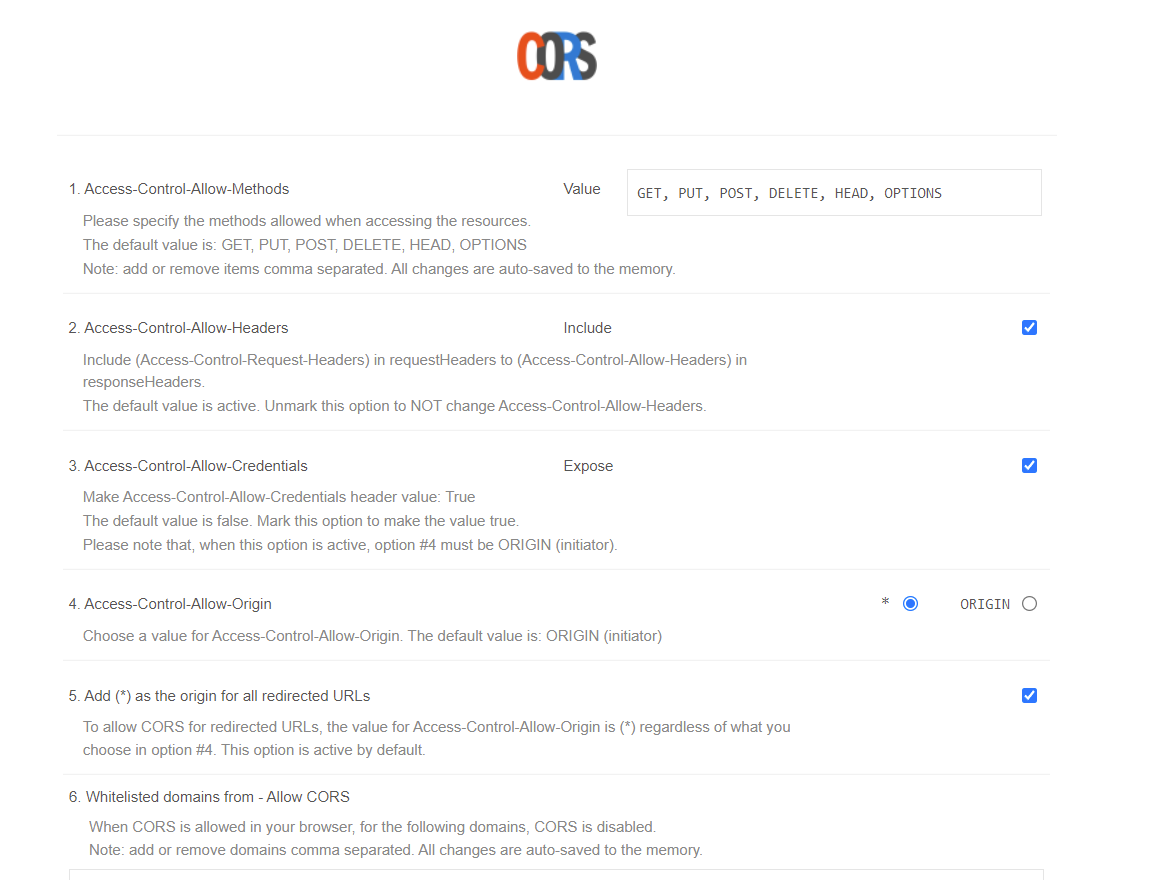 CORS
1. Access-Control-Allow-Methods Value GET, PUT, POST, DELETE, HEAD, OPTIONS
Please specify the methods allowed when accessing the resources.
The default value is: GET, PUT, POST, DELETE, HEAD, OPTIONS
Note: add or remove items comma separated. All changes are auto-saved to the memory.
2. Access-Control-Allow-Headers Include
Include (Access-Control-Request-Headers) in requestHeaders to (Access-Control-Allow-Headers) in
responseHeaders.
The default value is active. Unmark this option to NOT change Access-Control-Allow-Headers.
3. Access-Control-Allow-Credentials Expose
Make Access-Control-Allow-Credentials header value: True
The default value is false. Mark this option to make the value true.
Please note that, when this option is active, option #4 must be ORIGIN (initiator).
4. Access-Control-Allow-Origin * ORIGIN
Choose a value for Access-Control-Allow-Origin. The default value is: ORIGIN (initiator)
5. Add (*) as the origin for all redirected URLs
To allow CORS for redirected URLs, the value for Access-Control-Allow-Origin is (*) regardless of what you
choose in option #4. This option is active by default.
6. Whitelisted domains from - Allow CORS
When CORS is allowed in your browser, for the following domains, CORS is disabled.
Note: add or remove domains comma separated. All changes are auto-saved to the memory.